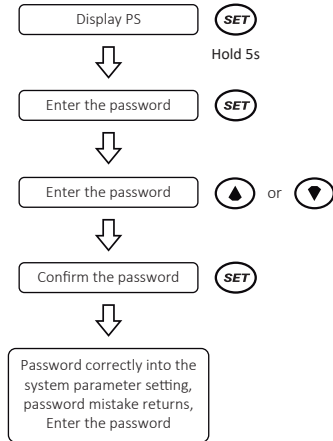 Display PS
SET
Hold 5s
Enter the password
SET
Enter the password
or
Confirm the password
SET
Password correctly into the
system parameter setting,
password mistake returns,
Enter the password